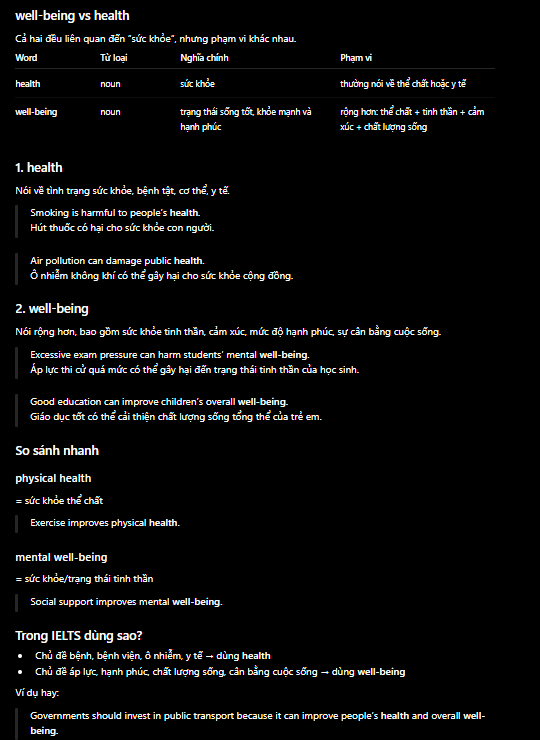 well-being vs health
Cả hai đều liên quan đến “sức khỏe”, nhưng phạm vi khác nhau.
Word Từ loại Nghĩa chính Phạm vi
health noun sức khỏe thường nói về thể chất hoặc y tế
well-being noun trạng thái sống tốt, khỏe mạnh và rộng hơn: thể chất + tinh thần + cảm
hạnh phúc xúc + chất lượng sống
1. health
Nói về tình trạng sức khỏe, bệnh tật, cơ thể, y tế.
Smoking is harmful to people’s health.
Hút thuốc có hại cho sức khỏe con người.
Air pollution can damage public health.
Ô nhiễm không khí có thể gây hại cho sức khỏe cộng đồng.
2. well-being
Nói rộng hơn, bao gồm sức khỏe tinh thần, cảm xúc, mức độ hạnh phúc, sự cân bằng cuộc sống.
Excessive exam pressure can harm students’ mental well-being.
Áp lực thi cử quá mức có thể gây hại đến trạng thái tinh thần của học sinh.
Good education can improve children’s overall well-being.
Giáo dục tốt có thể cải thiện chất lượng sống tổng thể của trẻ em.
So sánh nhanh
physical health
= sức khỏe thể chất
Exercise improves physical health.
mental well-being
= sức khỏe/trạng thái tinh thần
Social support improves mental well-being.
Trong IELTS dùng sao?
• Chủ đề bệnh, bệnh viện, ô nhiễm, y tế → dùng health
• Chủ đề áp lực, hạnh phúc, chất lượng sống, cân bằng cuộc sống → dùng well-being
Ví dụ hay:
Governments should invest in public transport because it can improve people’s health and overall well-
being.